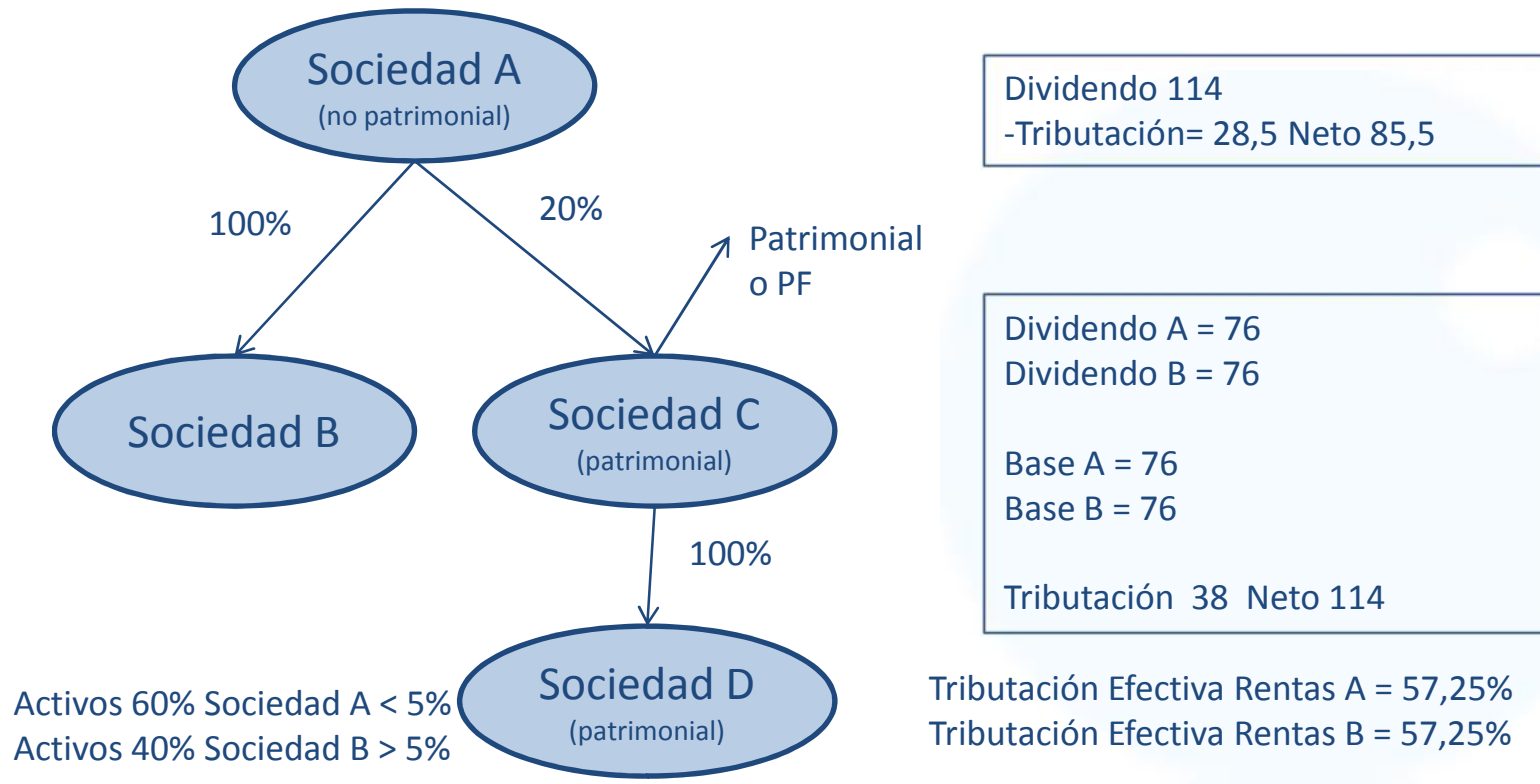 Sociedad A
(no patrimonial)
Dividendo 114
-Tributación= 28,5 Neto 85,5
100%
20%
Patrimonial
o PF
Sociedad B
Sociedad C
(patrimonial)
Dividendo A = 76
Dividendo B = 76
Base A = 76
Base B = 76
Tributación 38 Neto 114
100%
Sociedad D
(patrimonial)
Activos 60% Sociedad A < 5%
Activos 40% Sociedad B > 5%
Tributación Efectiva Rentas A = 57,25%
Tributación Efectiva Rentas B = 57,25%